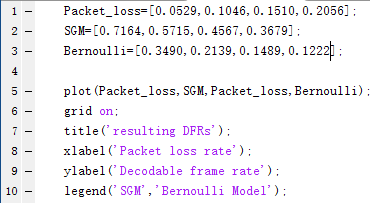 1 - Packet_loss=[0.0529,0.1046,0.1510,0.2056];
2 - SGM=[0.7164,0.5715,0.4567,0.3679];
3 - Bernoulli=[0.3490,0.2139,0.1489,0.1222];
4
5 - plot(Packet_loss,SGM,Packet_loss,Bernoulli);
6 - grid on;
7 - title('resulting DFRs');
8 - xlabel('Packet loss rate');
9 - ylabel('Decodable frame rate');
10 - legend('SGM','Bernoulli Model');